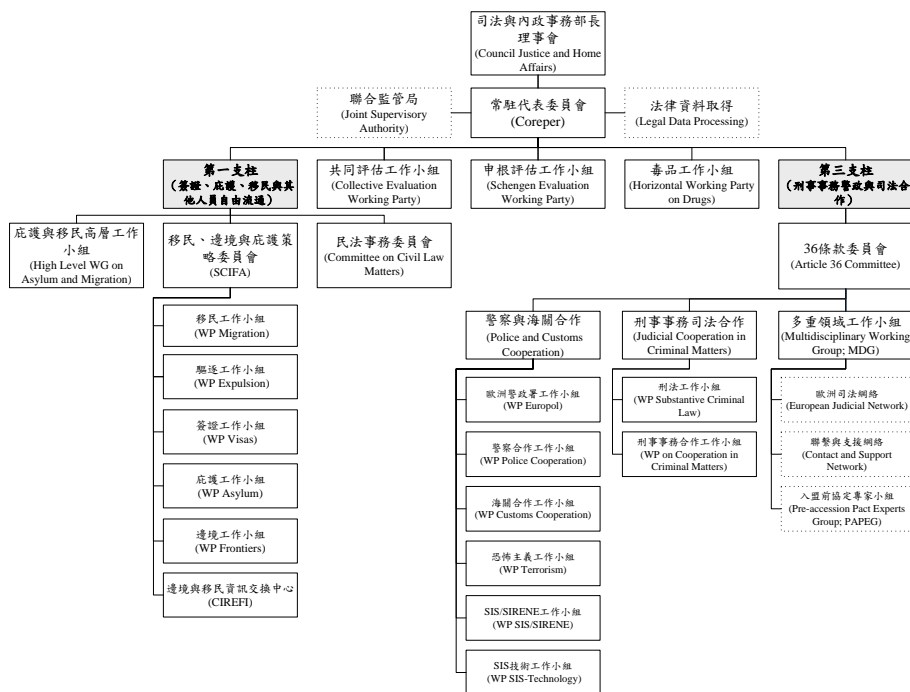 司法與內政事務部長
理事會
(Council Justice and Home
Affairs)
聯合監管局
(Joint Supervisory
Authority)
常駐代表委員會
(Coreper)
法律資料取得
(Legal Data Processing)
第一支柱
(簽證、庇護、移民與其
他人員自由流通)
共同評估工作小組
(Collective Evaluation
Working Party)
申根評估工作小組
(Schengen Evaluation
Working Party)
毒品工作小組
(Horizontal Working Party
on Drugs)
第三支柱
(刑事事務警政與司法合
作)
庇護與移民高層工作
小組
(High Level WG on
Asylum and Migration)
移民、邊境與庇護策
略委員會
(SCIFA)
民法事務委員會
(Committee on Civil Law
Matters)
36條款委員會
(Article 36 Committee)
移民工作小組
(WP Migration)
驅逐工作小組
(WP Expulsion)
簽證工作小組
(WP Visas)
庇護工作小組
(WP Asylum)
邊境工作小組
(WP Frontiers)
邊境與移民資訊交換中心
(CIREFI)
警察與海關合作
(Police and Customs
Cooperation)
刑事事務司法合作
(Judicial Cooperation in
Criminal Matters)
多重領域工作小組
(Multidisciplinary Working
Group; MDG)
歐洲警政署工作小組
(WP Europol)
警察合作工作小組
(WP Police Cooperation)
海關合作工作小組
(WP Customs Cooperation)
恐怖主義工作小組
(WP Terrorism)
SIS/SIRENE工作小組
(WP SIS/SIRENE)
SIS技術工作小組
(WP SIS-Technology)
刑法工作小組
(WP Substantive Criminal
Law)
刑事事務合作工作小組
(WP on Cooperation in
Criminal Matters)
歐洲司法網絡
(European Judicial Network)
聯繫與支援網絡
(Contact and Support
Network)
入盟前協定專家小組
(Pre-accession Pact Experts
Group; PAPEG)